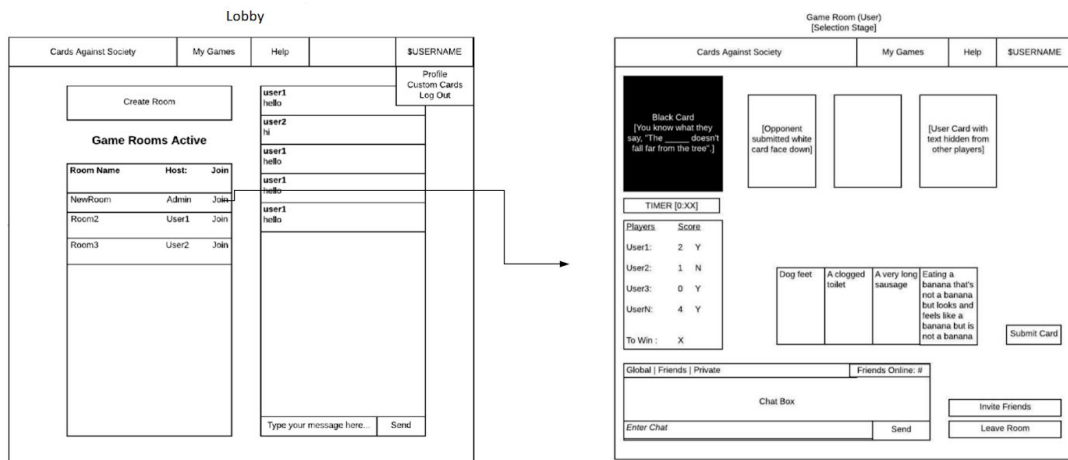 Lobby
Cards Against Society
My Games
Help
$USERNAME
Profile
Custom Cards
Log Out
Create Room
Game Rooms Active
Room Name Host: Join
NewRoom Admin Join
Room2 User1 Join
Room3 User2 Join
user1
hello
user2
hi
user1
hello
user1
hello
user1
hello
Type your message here...
Send
Game Room (User)
[Selection Stage]
Cards Against Society
My Games
Help
$USERNAME
Black Card
[You know what they
say, "The _____ doesn't
fall far from the tree".]
[Opponent
submitted white
card face down]
[User Card with
text hidden from
other players]
TIMER [0:XX]
Players Score
User1: 2 Y
User2: 1 N
User3: 0 Y
UserN: 4 Y
To Win : X
Dog feet
A clogged
toilet
A very long
sausage
Eating a
banana that's
not a banana
but looks and
feels like a
banana but is
not a banana
Submit Card
Global | Friends | Private
Friends Online: #
Chat Box
Enter Chat
Send
Invite Friends
Leave Room